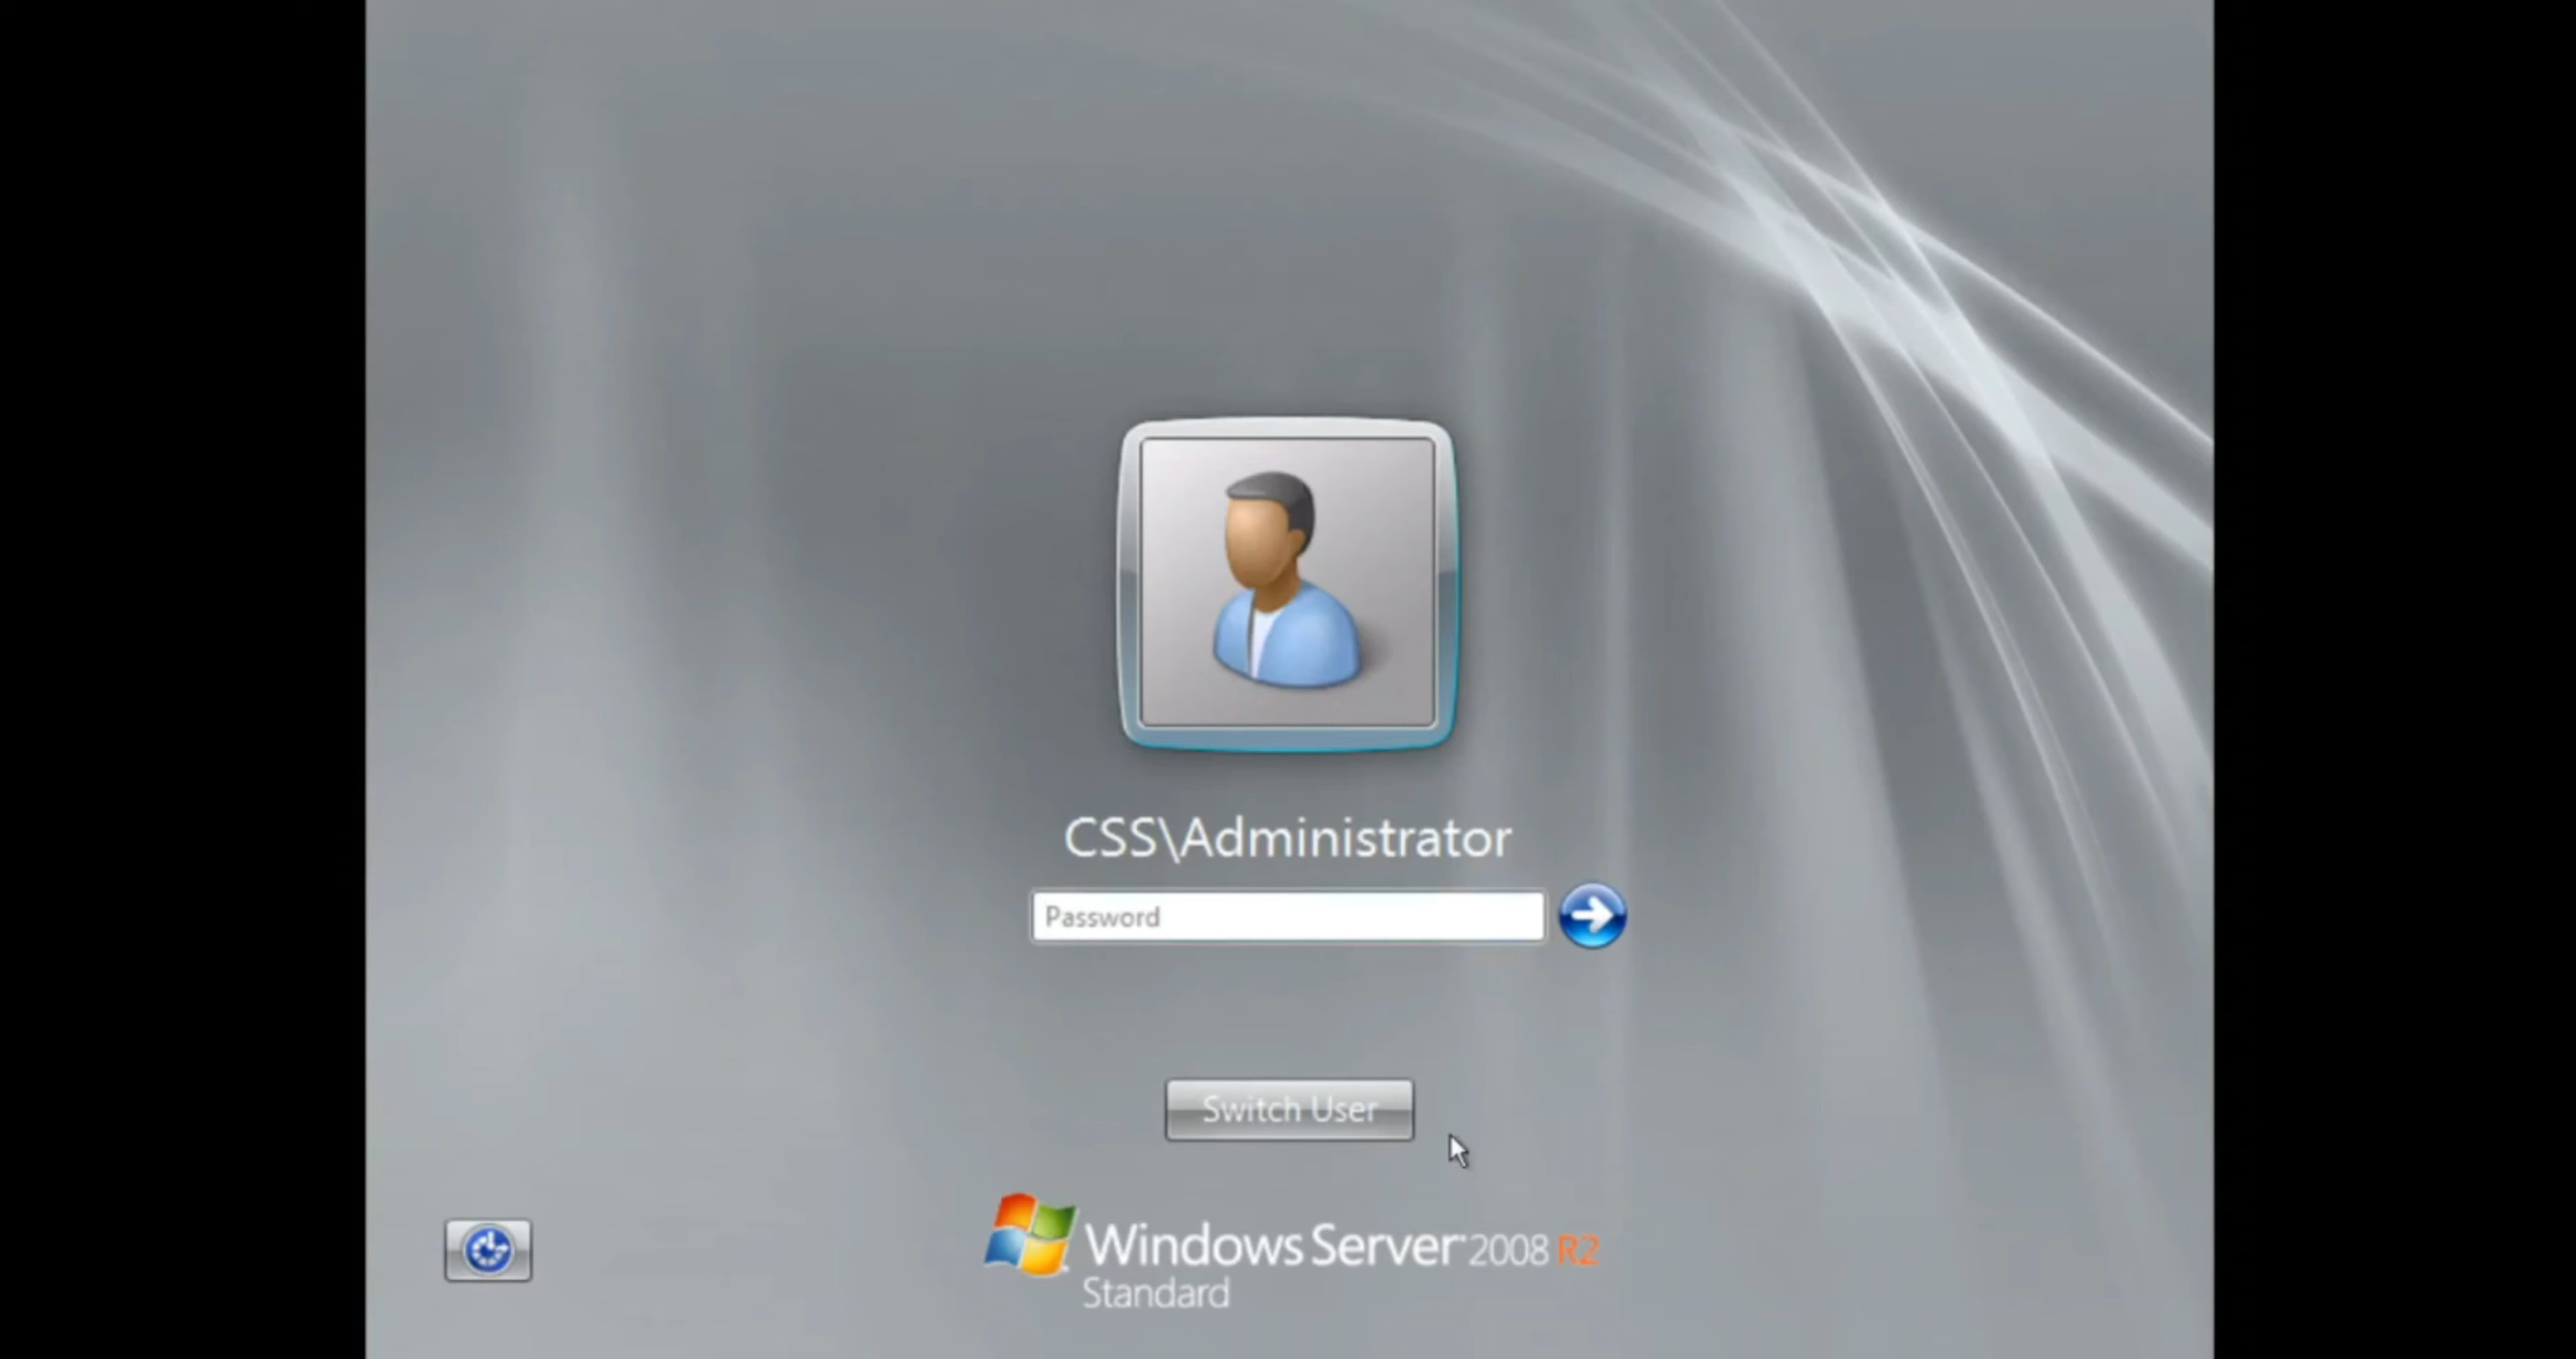 CSS\Administrator
Password
Switch User
Windows Server 2008 R2
Standard